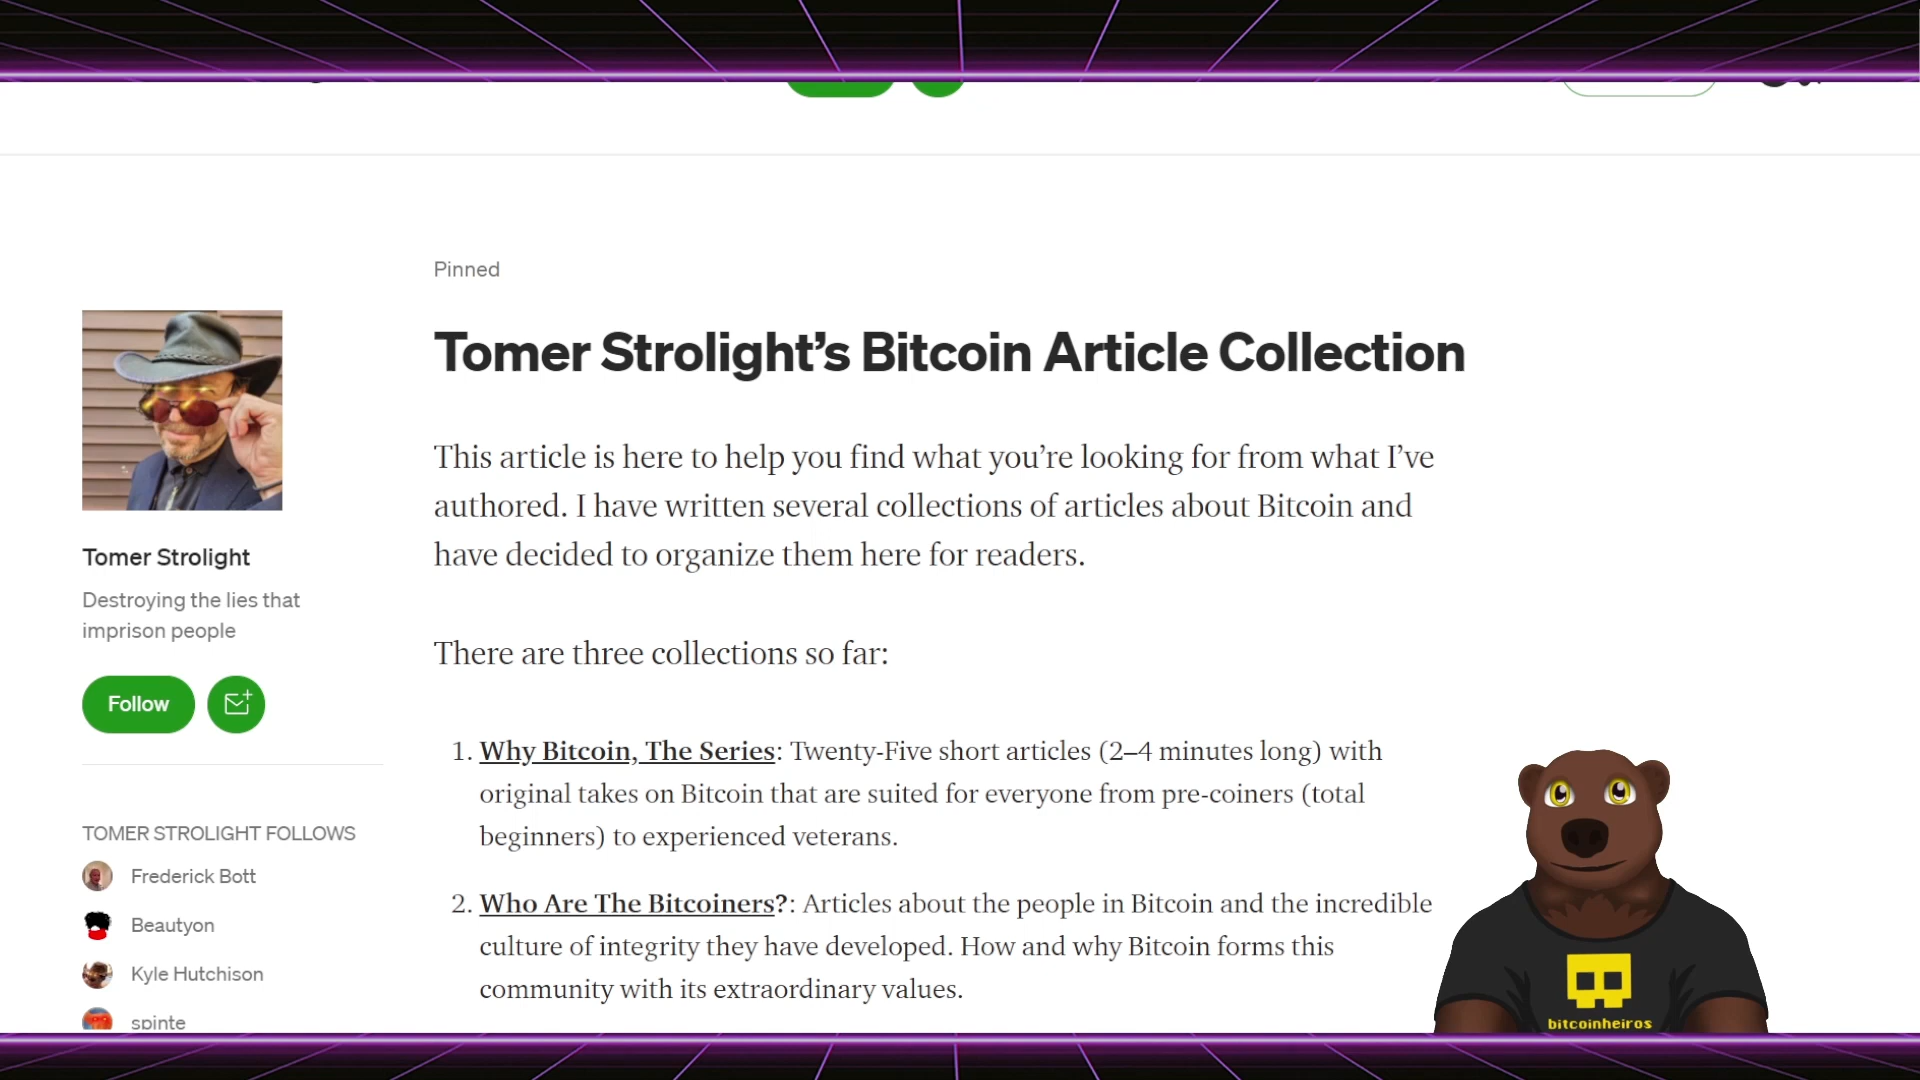 Pinned
Tomer Strolight’s Bitcoin Article Collection
This article is here to help you find what you’re looking for from what I’ve
authored. I have written several collections of articles about Bitcoin and
have decided to organize them here for readers.
There are three collections so far:
1. Why Bitcoin, The Series: Twenty-Five short articles (2–4 minutes long) with
original takes on Bitcoin that are suited for everyone from pre-coiners (total
beginners) to experienced veterans.
2. Who Are The Bitcoiners?: Articles about the people in Bitcoin and the incredible
culture of integrity they have developed. How and why Bitcoin forms this
community with its extraordinary values.
Tomer Strolight
Destroying the lies that
imprison people
Follow
TOMER STROLIGHT FOLLOWS
Frederick Bott
Beautyon
Kyle Hutchison
spinte
bitcoinheiros